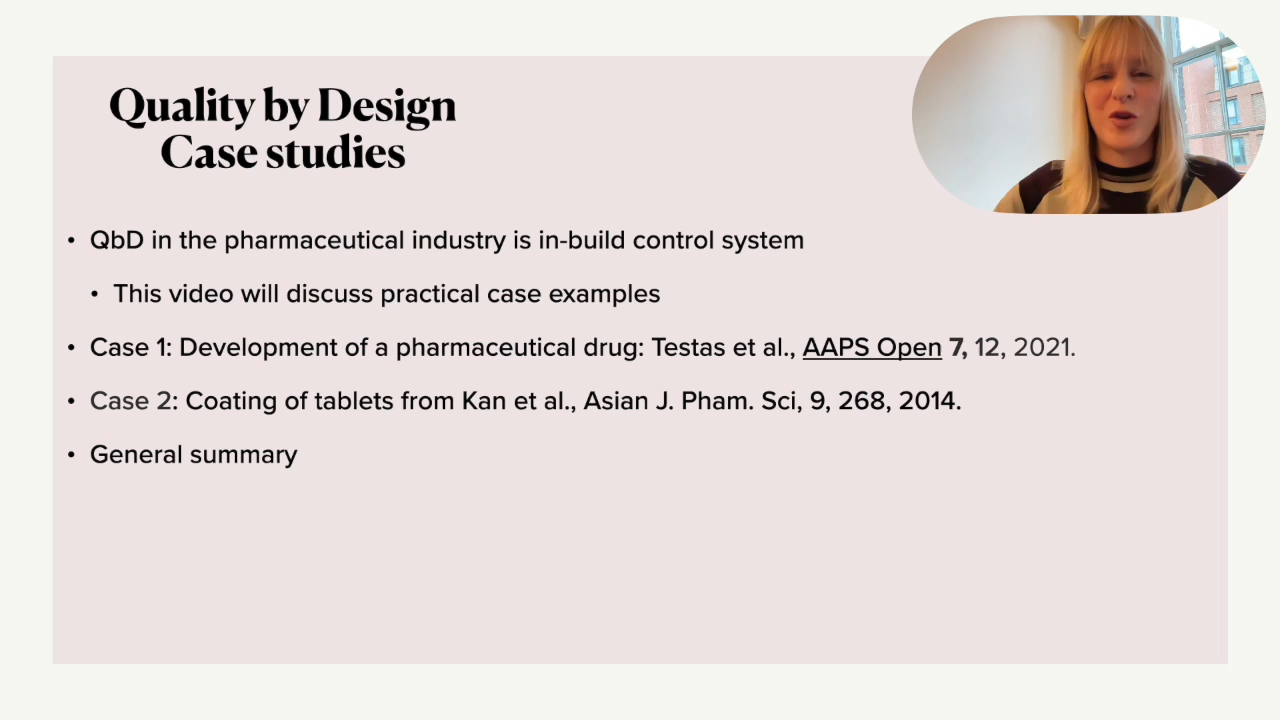 Quality by Design
Case studies
• QbD in the pharmaceutical industry is in-build control system
• This video will discuss practical case examples
• Case 1: Development of a pharmaceutical drug: Testas et al., AAPS Open 7, 12, 2021.
• Case 2: Coating of tablets from Kan et al., Asian J. Pham. Sci, 9, 268, 2014.
• General summary